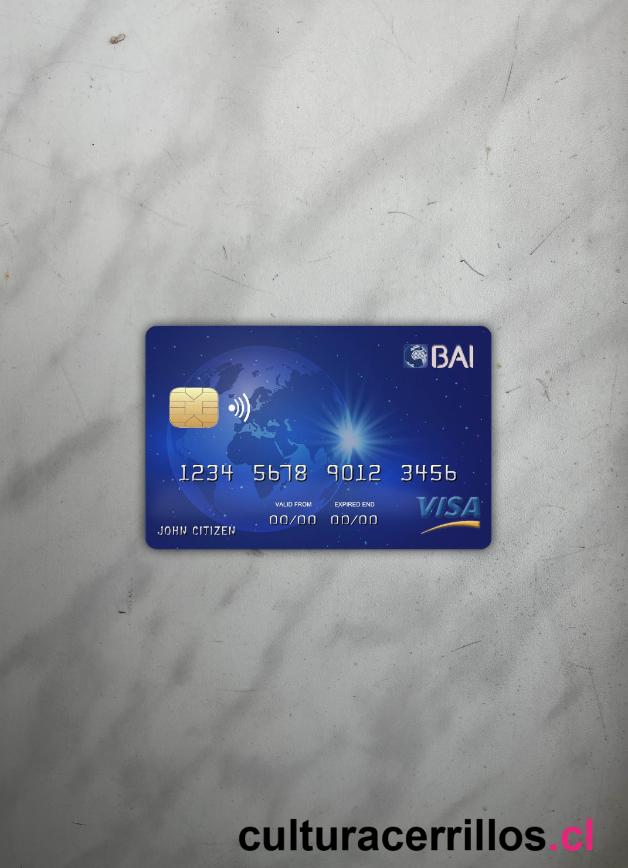 BAI
1234 5678 9012 3456
VALID FROM EXPIRED END
00/00 00/00
VISA
JOHN CITIZEN
culturacerrillos.cl